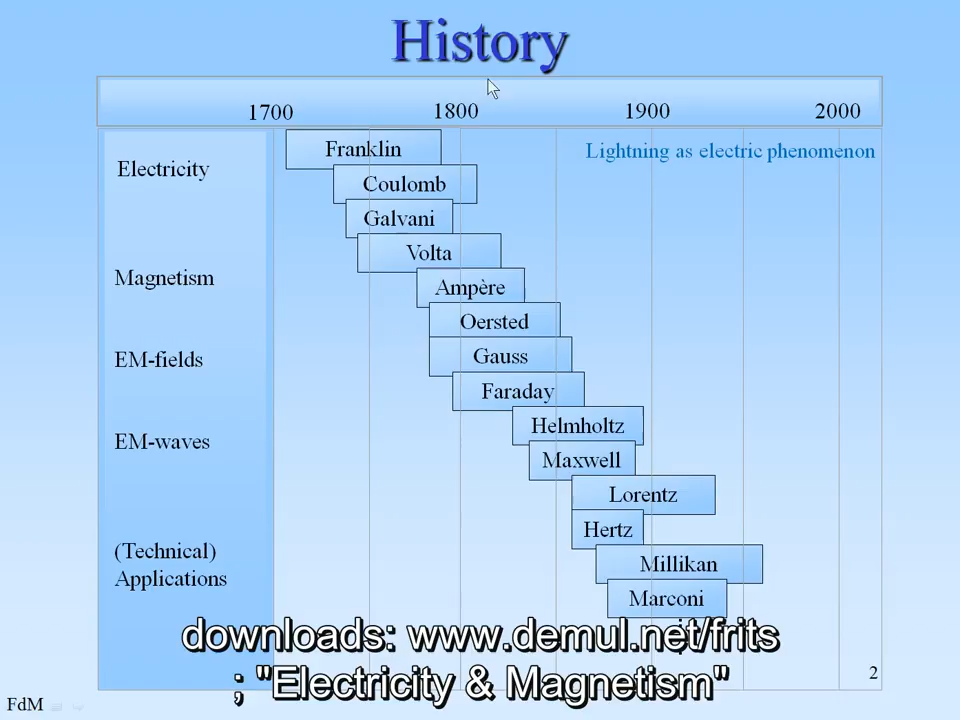 History
1700 1800 1900 2000
Franklin
Lightning as electric phenomenon
Electricity
Coulomb
Galvani
Volta
Magnetism
Ampère
Oersted
EM-fields
Gauss
Faraday
Helmholtz
EM-waves
Maxwell
Lorentz
Hertz
(Technical)
Applications
Millikan
Marconi
downloads: www.demul.net/frits
; "Electricity & Magnetism"
2
FdM